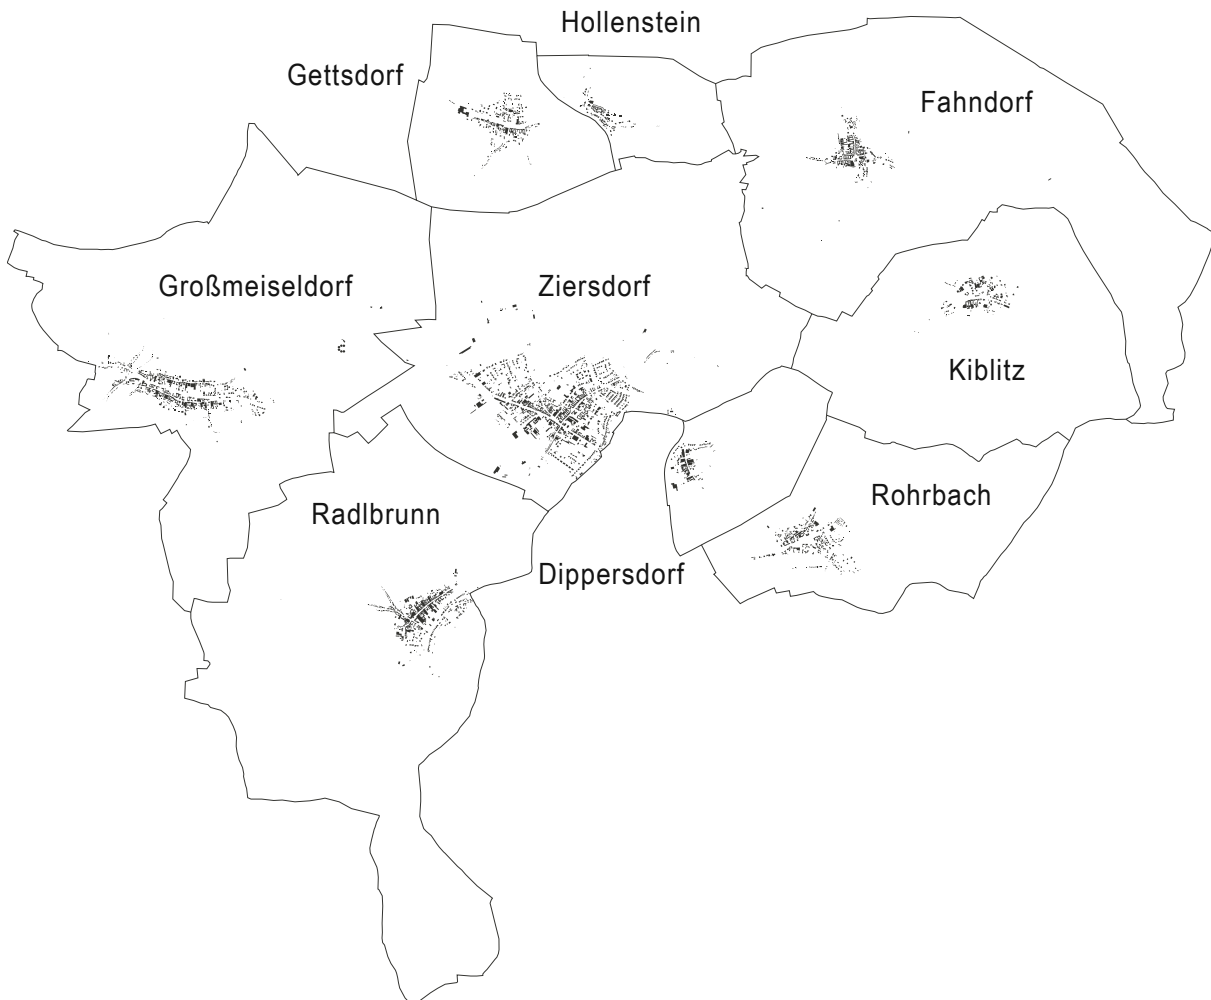 Hollenstein
Gettsdorf
Fahndorf
Großmeiseldorf
Ziersdorf
Kiblitz
Radlbrunn
Rohrbach
Dippersdorf